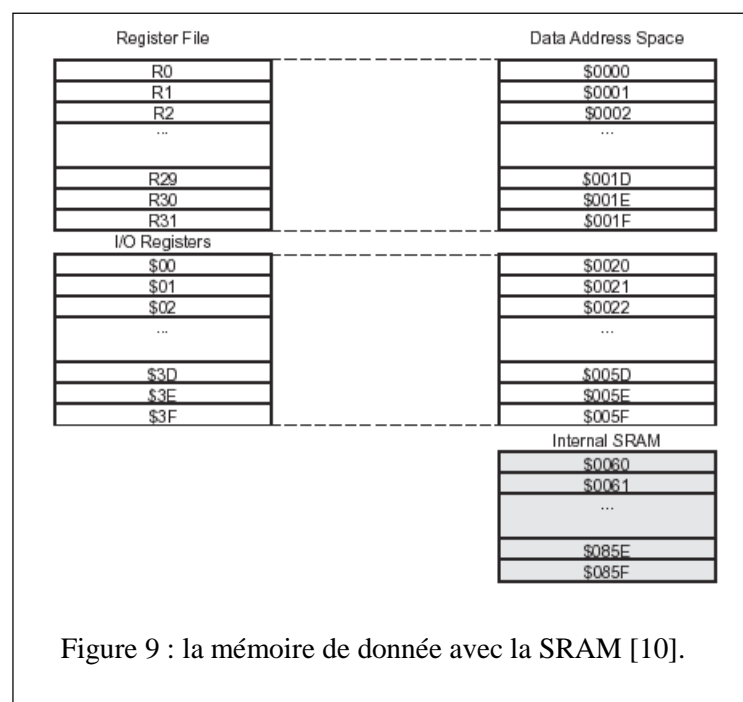 Register File Data Address Space
R0 $0000
R1 $0001
R2 $0002
... ...
R29 $001D
R30 $001E
R31 $001F
I/O Registers
$00 $0020
$01 $0021
$02 $0022
... ...
$3D $005D
$3E $005E
$3F $005F
Internal SRAM
$0060
$0061
...
$085E
$085F
Figure 9 : la mémoire de donnée avec la SRAM [10].